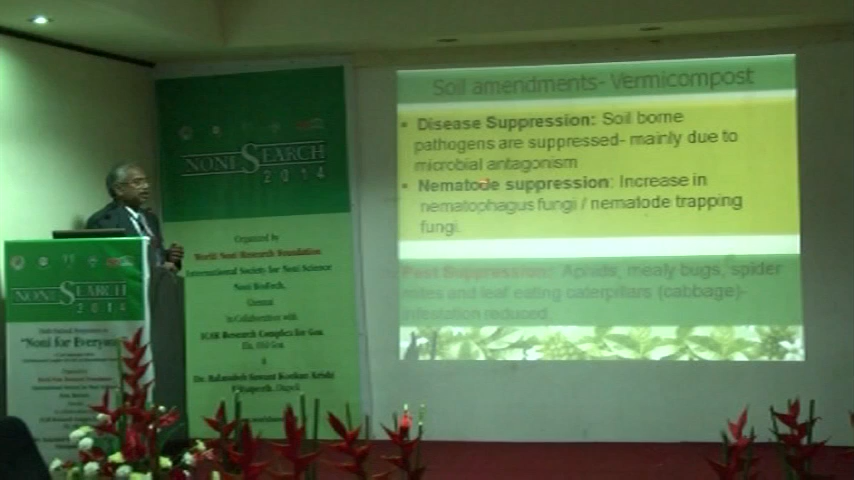 Soil amendments- Vermicompost
Disease Suppression: Soil borne
pathogens are suppressed- mainly due to
microbial antagonism
Nematode suppression: Increase in
nematophagus fungi / nematode trapping
fungi.
Pest Suppression: Aphids, mealy bugs, spider
mites and leaf eating caterpillars (cabbage)-
infestation reduced
NONI SEARCH
2014
Organized by
World Noni Research Foundation
International Society for Noni Science
Noni BioTech,
Chennai
In Collaboration with
ICAR Research Complex for Goa
Ela, Old Goa
&
Dr. Balasaheb Sawant Konkan Krishi
Vidyapeeth, Dapoli
NONI SEARCH
2014
"Noni for Everyone